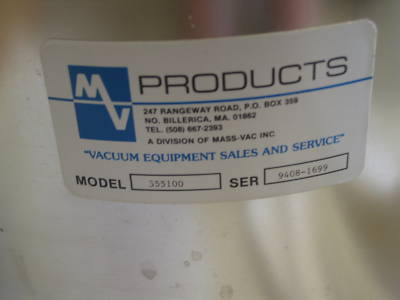 MV PRODUCTS
247 RANGEWAY ROAD, P.O. BOX 359
NO. BILLERICA, MA. 01862
TEL. (508) 667-2393
A DIVISION OF MASS-VAC INC
"VACUUM EQUIPMENT SALES AND SERVICE"
MODEL 355100 SER 9408-1699